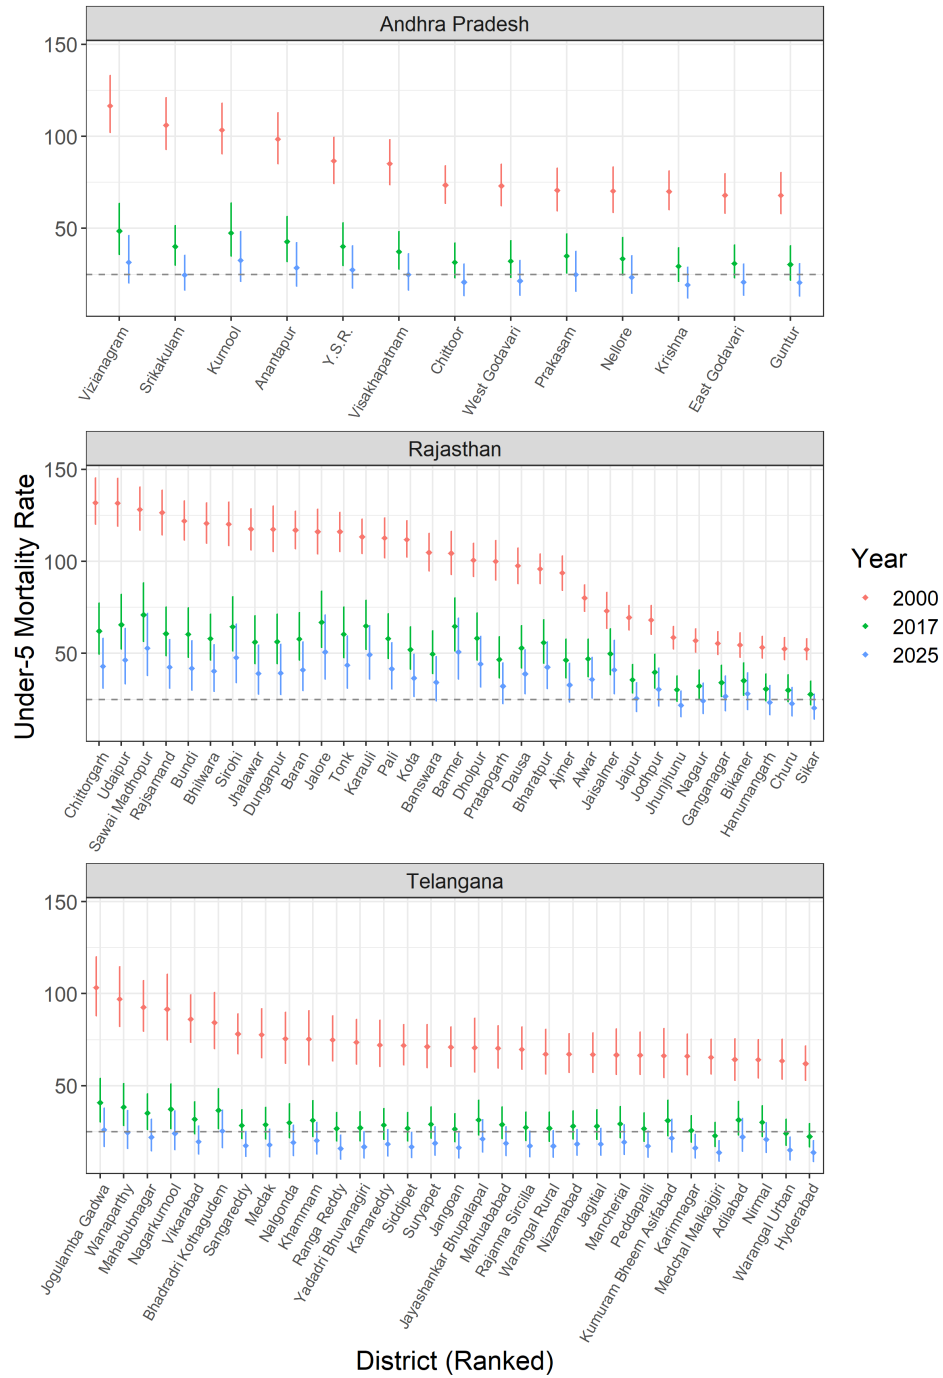 Andhra Pradesh
150
100
50
Vizianagram
Srikakulam
Kurnool
Anantapur
Y.S.R.
Visakhapatnam
Chittoor
West Godavari
Prakasam
Nellore
Krishna
East Godavari
Guntur
Rajasthan
150
100
50
Chittorgarh
Udaipur
Sawai Madhopur
Rajsamand
Bundi
Bhilwara
Sirohi
Jhalawar
Dungarpur
Baran
Jalore
Tonk
Karauli
Pali
Kota
Banswara
Barmer
Dholpur
Pratapgarh
Dausa
Bharatpur
Ajmer
Alwar
Jaisalmer
Jaipur
Jodhpur
Jhunjhunu
Nagaur
Ganganagar
Bikaner
Hanumangarh
Churu
Sikar
Under-5 Mortality Rate
Year
2000
2017
2025
Telangana
150
100
50
Jogulamba Gadwa
Wanaparthy
Mahabubnagar
Nagarkurnool
Vikarabad
Bhadradri Kothagudem
Sangareddy
Medak
Nalgonda
Khammam
Ranga Reddy
Yadadri Bhuvanagiri
Kamareddy
Siddipet
Suryapet
Jangoan
Jayashankar Bhupalappal
Mahuababad
Rajanna Sircilla
Warangal Rural
Nizamabad
Jagitial
Mancherial
Peddapalli
Kumuram Bheem Asifabad
Karimnagar
Medchal Malkajgiri
Adilabad
Nirmal
Warangal Urban
Hyderabad
District (Ranked)